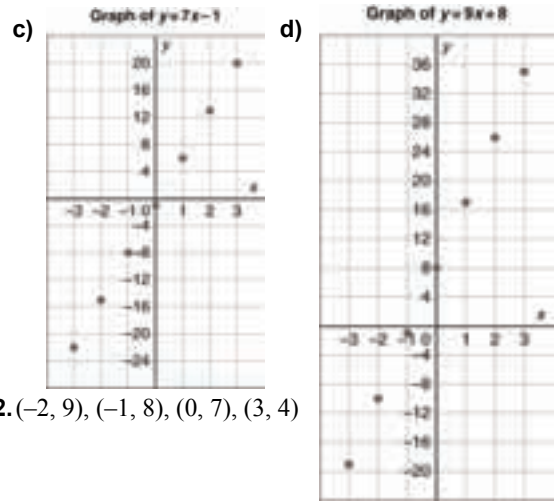 c)
Graph of y=7x–1
y
20
16
12
8
4
x
–3 –2 –1 0 1 2 3
–4
–8
–12
–16
–20
–24
d)
Graph of y=9x+8
y
36
32
28
24
20
16
12
8
4
x
–3 –2 –1 0 1 2 3
–4
–8
–12
–16
–20
2. (–2, 9), (–1, 8), (0, 7), (3, 4)